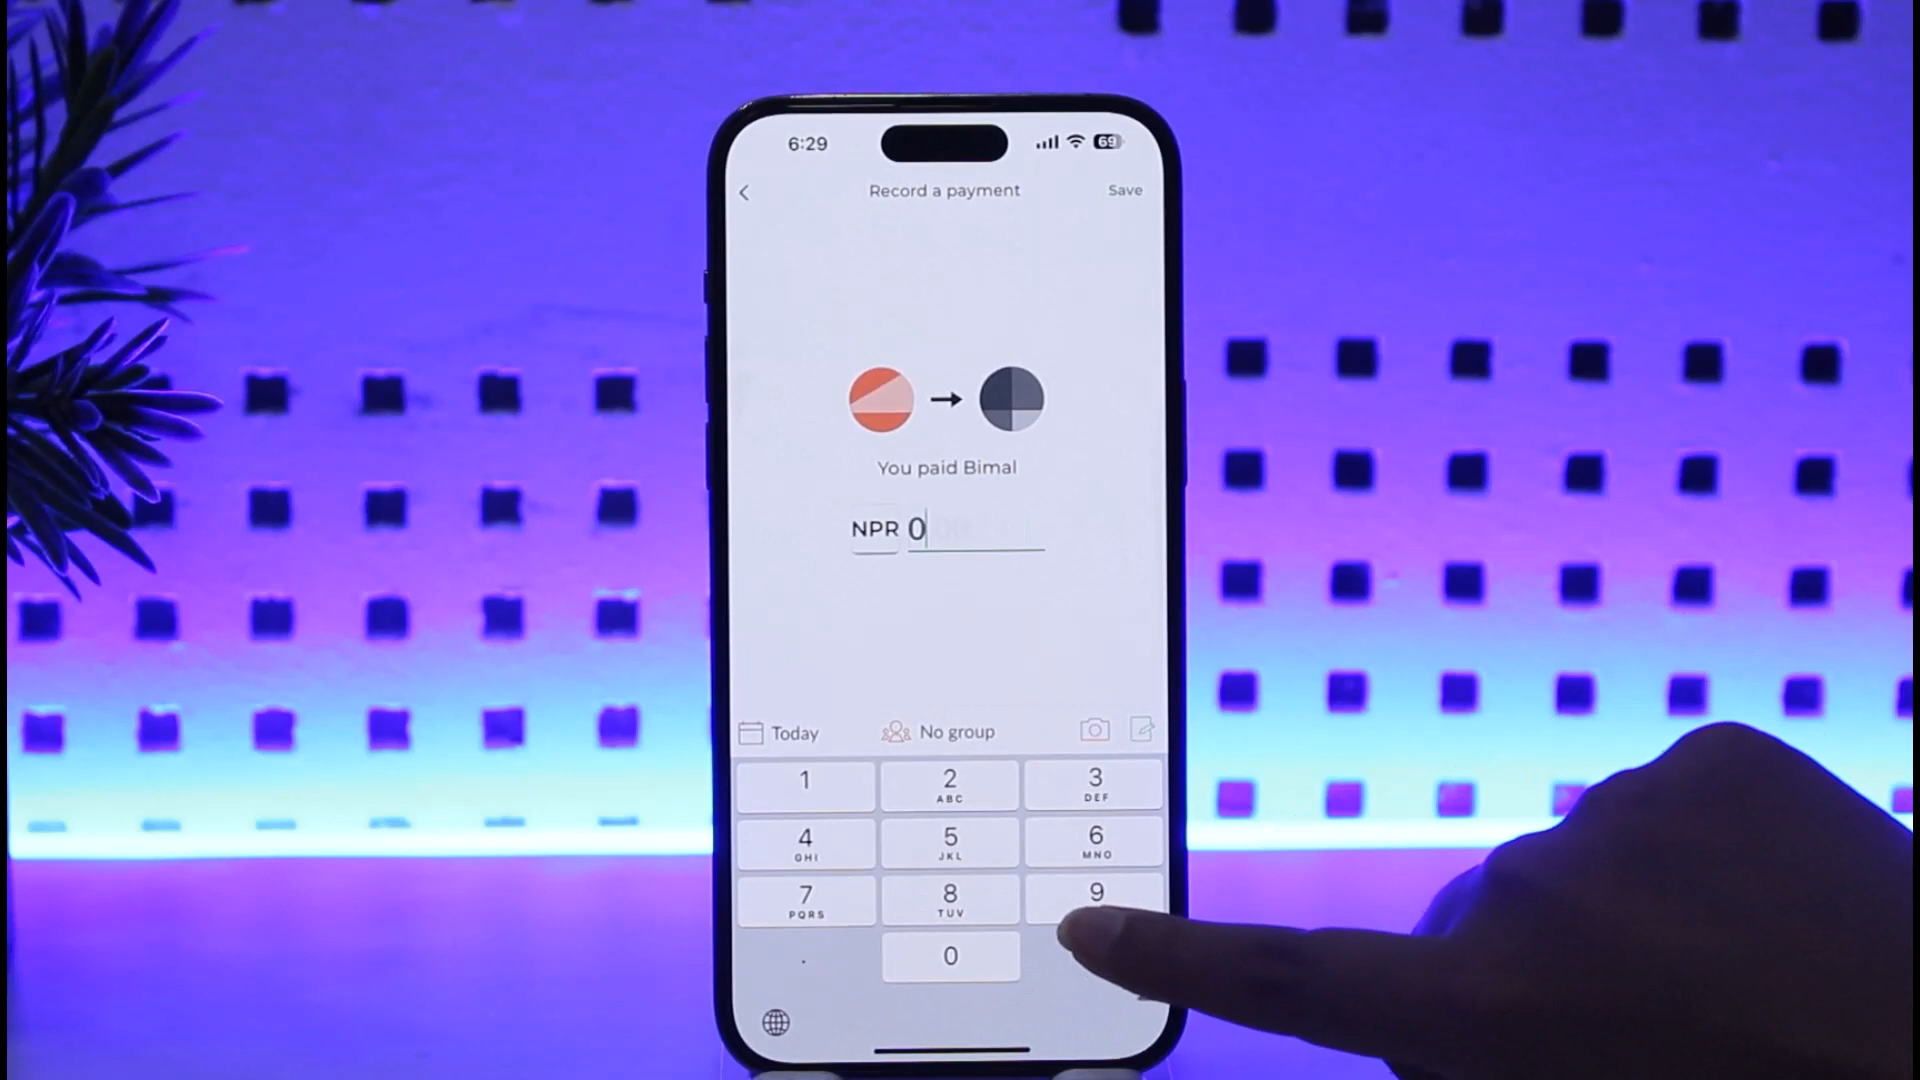 6:29
69
Record a payment
Save
You paid Bimal
NPR 0
Today
No group
1
2
ABC
3
DEF
4
GHI
5
JKL
6
MNO
7
PQRS
8
TUV
9
.
0